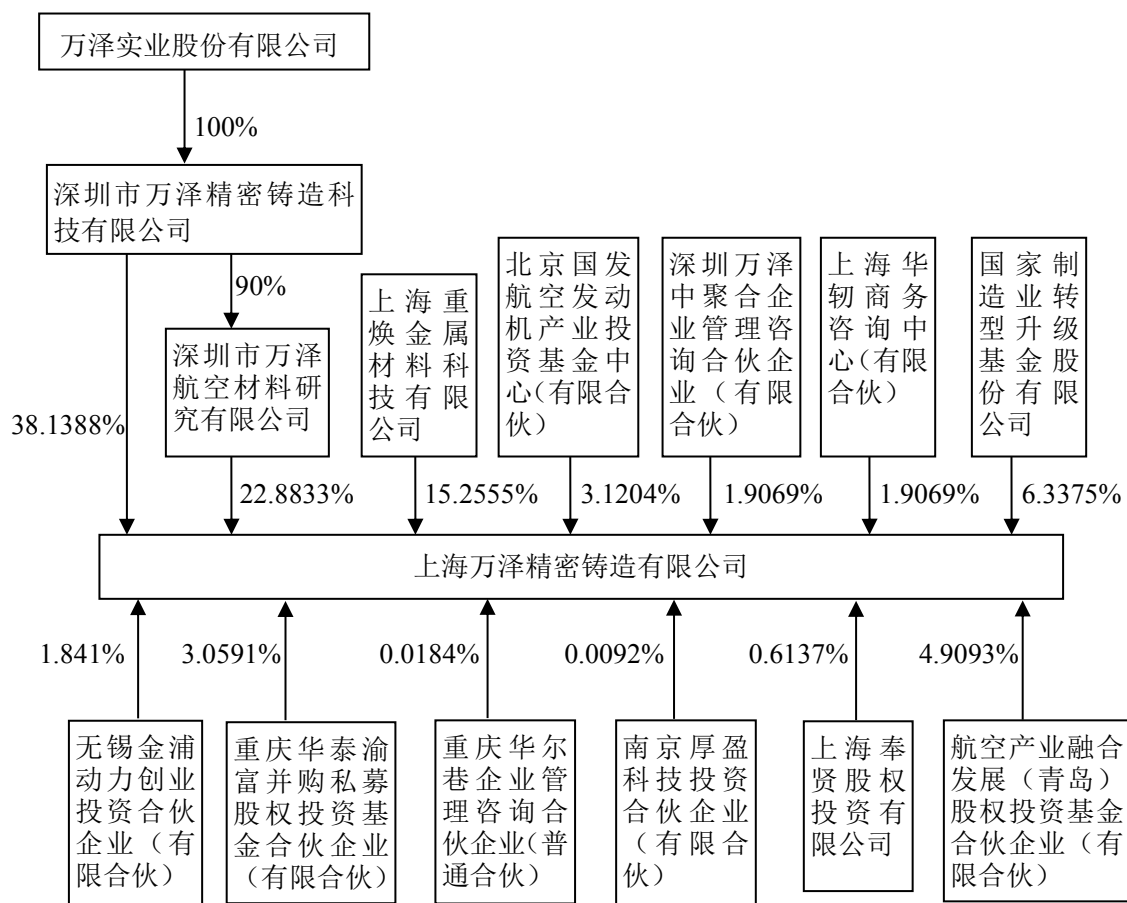 万泽实业股份有限公司
100%
深圳市万泽精密铸造科
技有限公司
90%
38.1388%
深圳市万泽
航空材料研
究有限公司
22.8833%
上海重
焕金属
材料科
技有限
公司
15.2555%
北京国发
航空发动
机产业投
资基金中
心(有限合
伙）
3.1204%
深圳万泽
中聚合企
业管理咨
询合伙企
业（有限
合伙）
1.9069%
上海华
轫商务
咨询中
心(有限
合伙）
1.9069%
国家制
造业转
型升级
基金股
份有限
公司
6.3375%
上海万泽精密铸造有限公司
1.841%
3.0591%
0.0184%
0.0092%
0.6137%
4.9093%
无锡金浦
动力创业
投资合伙
企业（有
限合伙）
重庆华泰渝
富并购私募
股权投资基
金合伙企业
（有限合伙）
重庆华尔
巷企业管
理咨询合
伙企业(普
通合伙）
南京厚盈
科技投资
合伙企业
（有限合
伙）
上海奉
贤股权
投资有
限公司
航空产业融合
发展（青岛）
股权投资基金
合伙企业（有
限合伙）